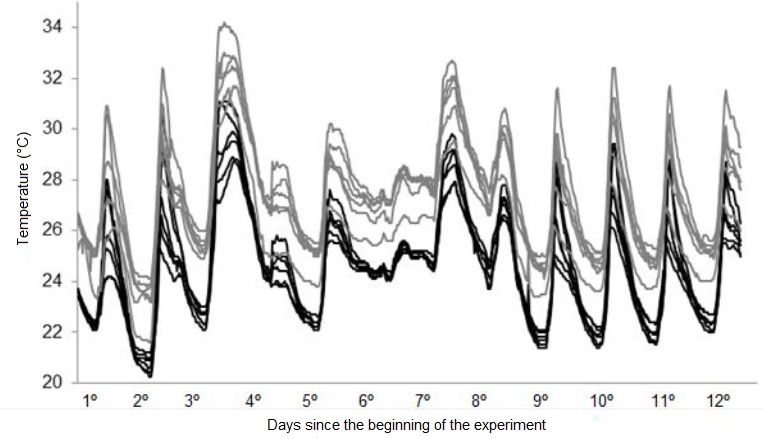 34
32
30
28
26
24
22
20
Temperature (°C)
1º 2º 3º 4º 5º 6º 7º 8º 9º 10º 11º 12º
Days since the beginning of the experiment